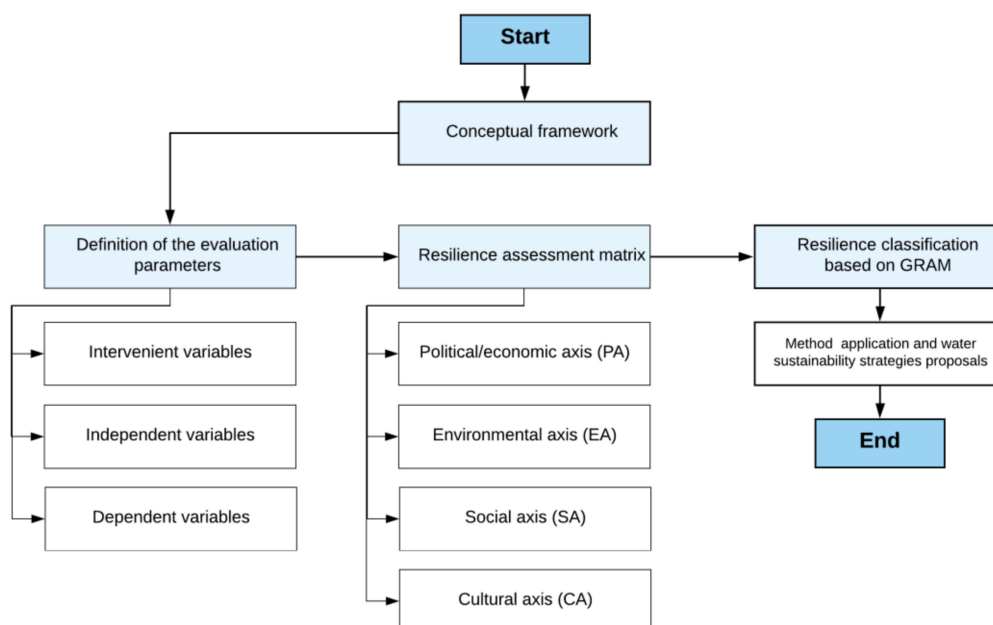 Start
Conceptual framework
Definition of the evaluation
parameters
Resilience assessment matrix
Resilience classification
based on GRAM
Intervenient variables
Political/economic axis (PA)
Method application and water
sustainability strategies proposals
Independent variables
Environmental axis (EA)
End
Dependent variables
Social axis (SA)
Cultural axis (CA)